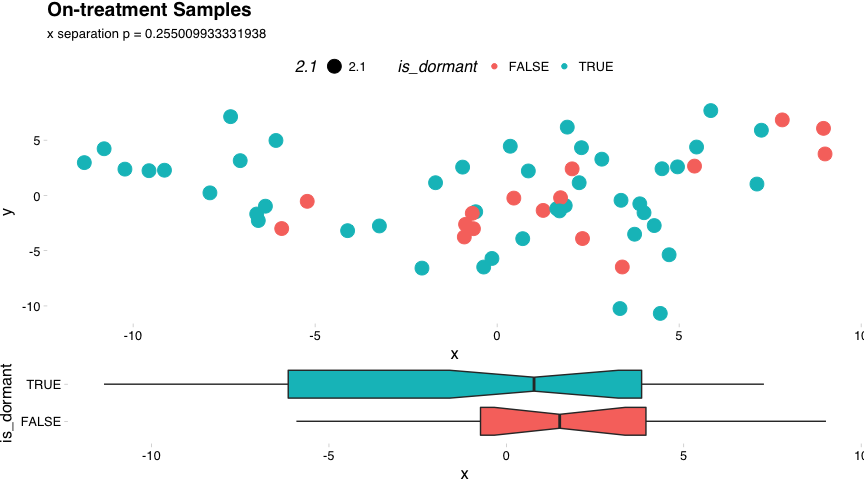 On-treatment Samples
x separation p = 0.255009933331938
2.1 2.1 is_dormant FALSE TRUE
5
0
-5
-10
y
-10 -5 0 5 10
x
is_dormant
TRUE
FALSE
-10 -5 0 5 10
x